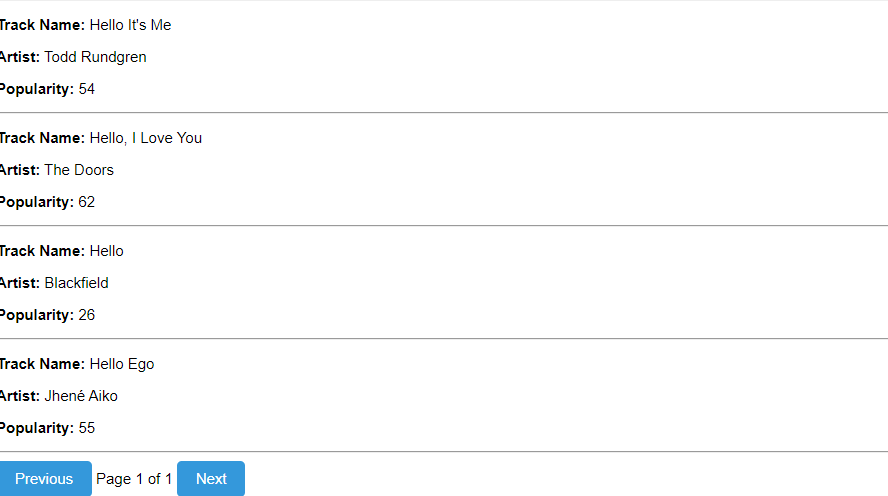 Track Name: Hello It's Me
Artist: Todd Rundgren
Popularity: 54
Track Name: Hello, I Love You
Artist: The Doors
Popularity: 62
Track Name: Hello
Artist: Blackfield
Popularity: 26
Track Name: Hello Ego
Artist: Jhené Aiko
Popularity: 55
Previous Page 1 of 1 Next